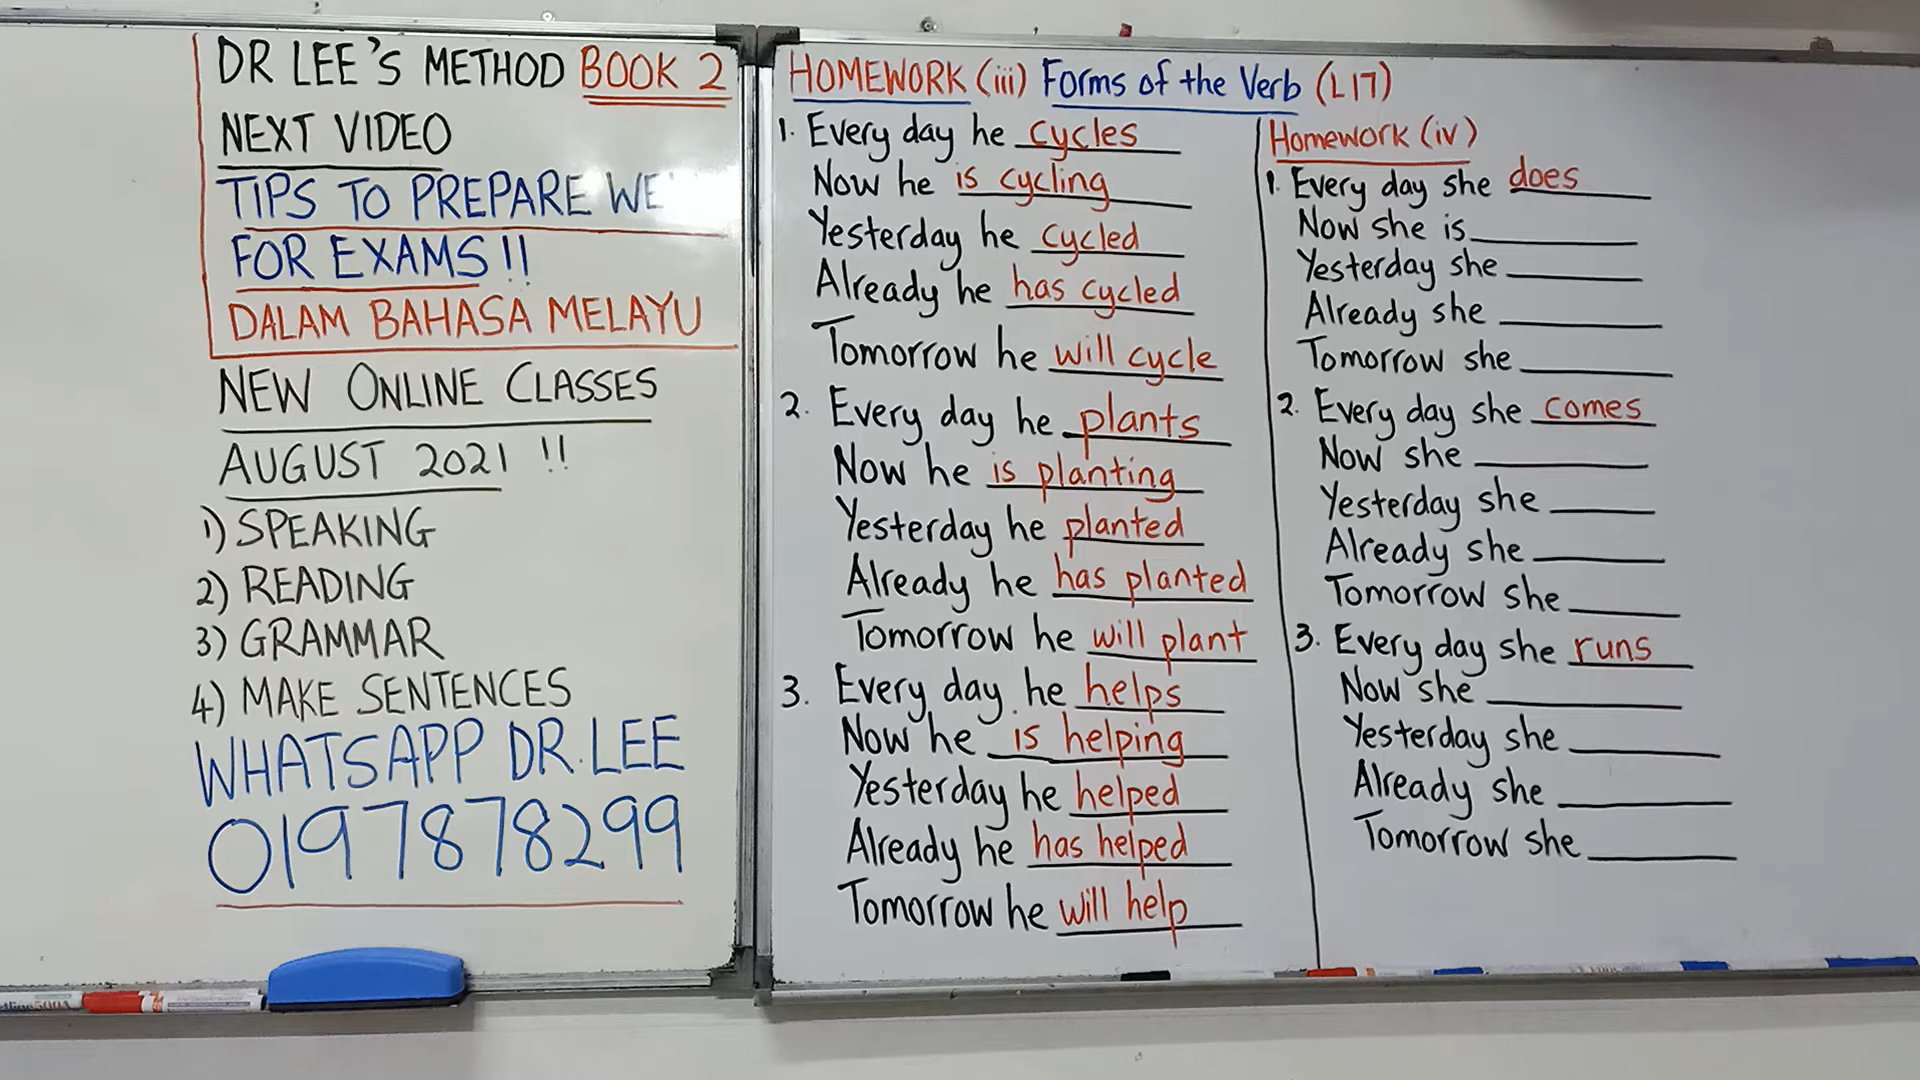 DR LEE'S METHOD BOOK 2
NEXT VIDEO
TIPS TO PREPARE WE
FOR EXAMS!!
DALAM BAHASA MELAYU
NEW ONLINE CLASSES
AUGUST 2021 !!
1) SPEAKING
2) READING
3) GRAMMAR
4) MAKE SENTENCES
WHATSAPP DR. LEE
0197878299
HOMEWORK (iii) Forms of the Verb (L17)
1. Every day he cycles
Now he is cycling
Yesterday he cycled
Already he has cycled
Tomorrow he will cycle
2. Every day he plants
Now he is planting
Yesterday he planted
Already he has planted
Tomorrow he will plant
3. Every day he helps
Now he is helping
Yesterday he helped
Already he has helped
Tomorrow he will help
Homework (iv)
1. Every day she does
Now she is
Yesterday she
Already she
Tomorrow she
2. Every day she comes
Now she
Yesterday she
Already she
Tomorrow she
3. Every day she runs
Now she
Yesterday she
Already she
Tomorrow she